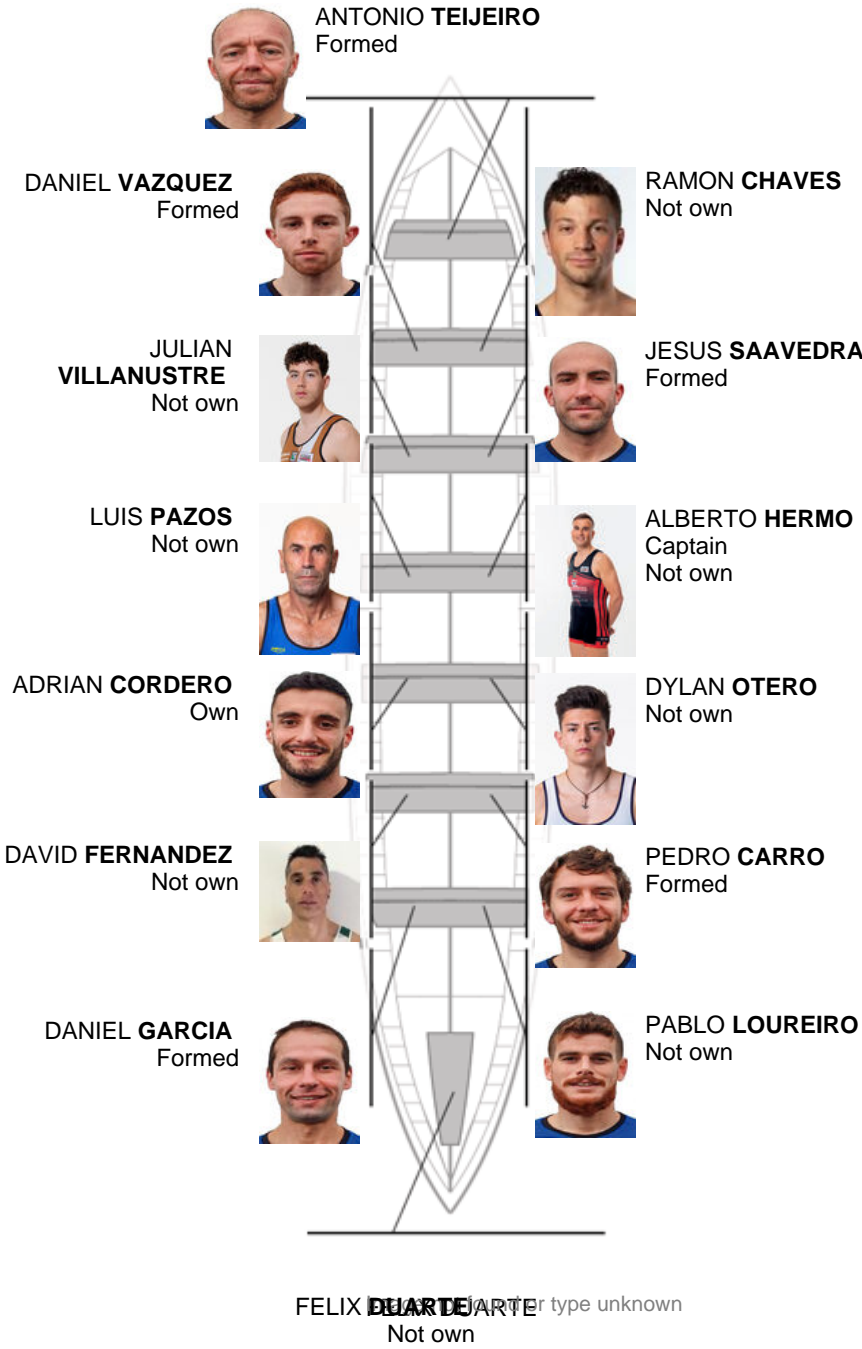 ANTONIO TEIJEIRO
Formed
DANIEL VAZQUEZ
Formed
RAMON CHAVES
Not own
JULIAN
VILLANUSTRE
Not own
JESUS SAAVEDRA
Formed
LUIS PAZOS
Not own
ALBERTO HERMO
Captain
Not own
ADRIAN CORDERO
Own
DYLAN OTERO
Not own
DAVID FERNANDEZ
Not own
PEDRO CARRO
Formed
DANIEL GARCIA
Formed
PABLO LOUREIRO
Not own
FELIX DUARTE
or type unknown
Not own